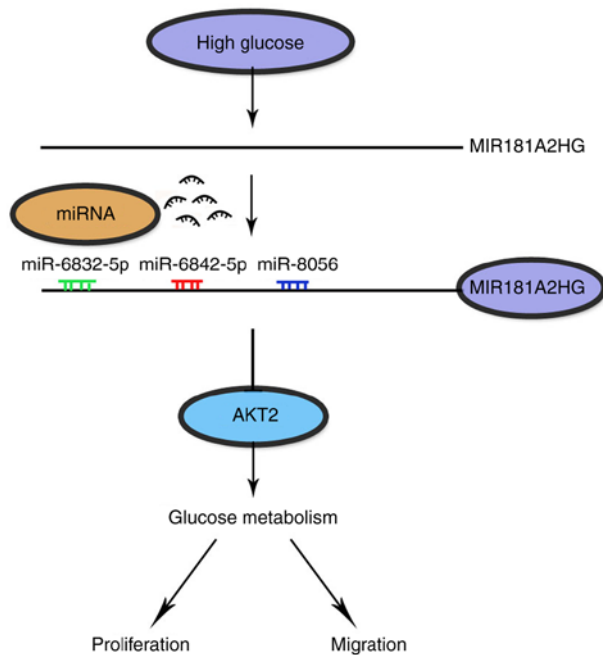 High glucose
MIR181A2HG
miRNA
miR-6832-5p miR-6842-5p miR-8056
MIR181A2HG
AKT2
Glucose metabolism
Proliferation Migration